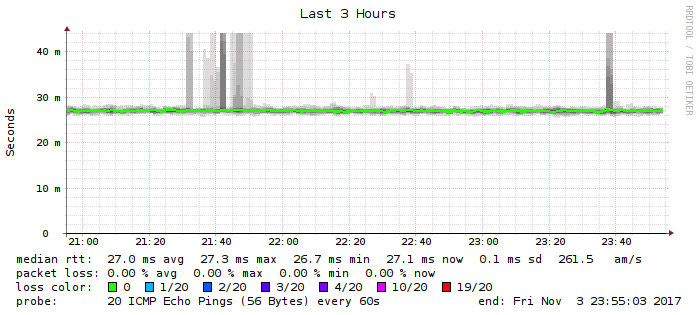 Last 3 Hours
RRDTOOL / TOBI OETIKER
Seconds
40 m
30 m
20 m
10 m
0
21:00 21:20 21:40 22:00 22:20 22:40 23:00 23:20 23:40
median rtt: 27.0 ms avg 27.3 ms max 26.7 ms min 27.1 ms now 0.1 ms sd 261.5 am/s
packet loss: 0.00 % avg 0.00 % max 0.00 % min 0.00 % now
loss color: 0 1/20 2/20 3/20 4/20 10/20 19/20
probe: 20 ICMP Echo Pings (56 Bytes) every 60s end: Fri Nov 3 23:55:03 2017